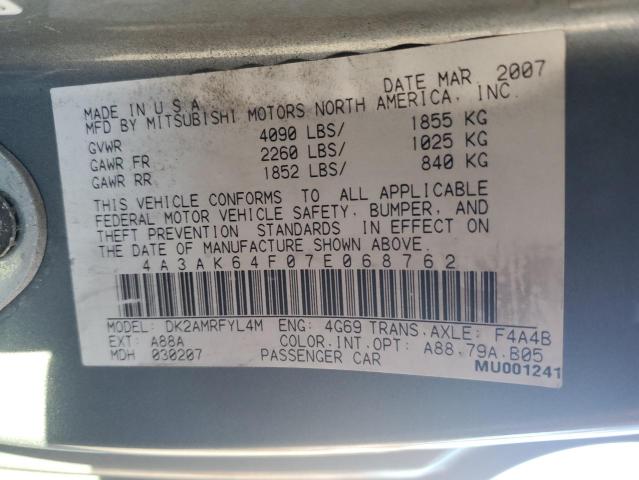 DATE MAR. 2007
MADE IN U S A
MFD BY MITSUBISHI MOTORS NORTH AMERICA, INC.
GVWR 4090 LBS/ 1855 KG
GAWR FR 2260 LBS/ 1025 KG
GAWR RR 1852 LBS/ 840 KG
THIS VEHICLE CONFORMS TO ALL APPLICABLE
FEDERAL MOTOR VEHICLE SAFETY, BUMPER, AND
THEFT PREVENTION STANDARDS IN EFFECT ON
THE DATE OF MANUFACTURE SHOWN ABOVE.
4A3AK64F07E068762
MODEL: DK2AMRFYL4M ENG: 4G69 TRANS.AXLE: F4A4B
EXT: A88A COLOR.INT.OPT: A88.79A.B05
MDH 030207 PASSENGER CAR
MU001241